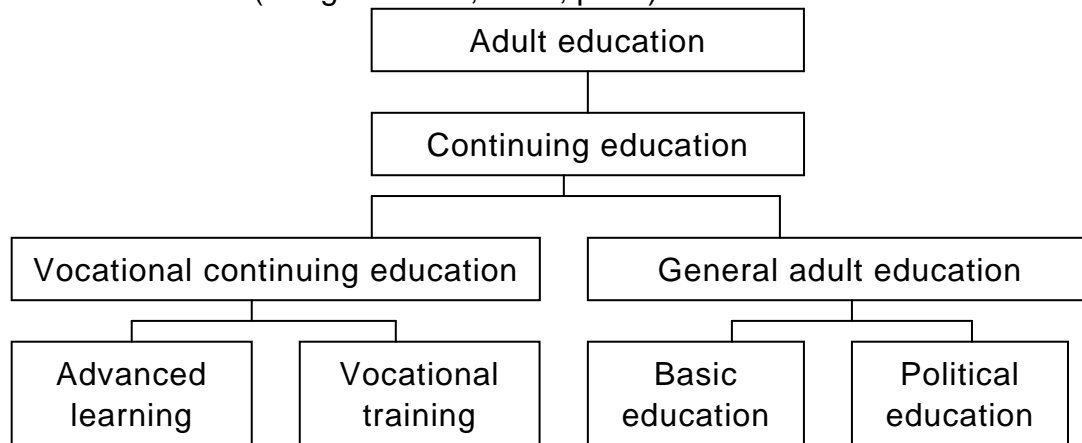 Adult education
Continuing education
Vocational continuing education
General adult education
Advanced
learning
Vocational
training
Basic
education
Political
education